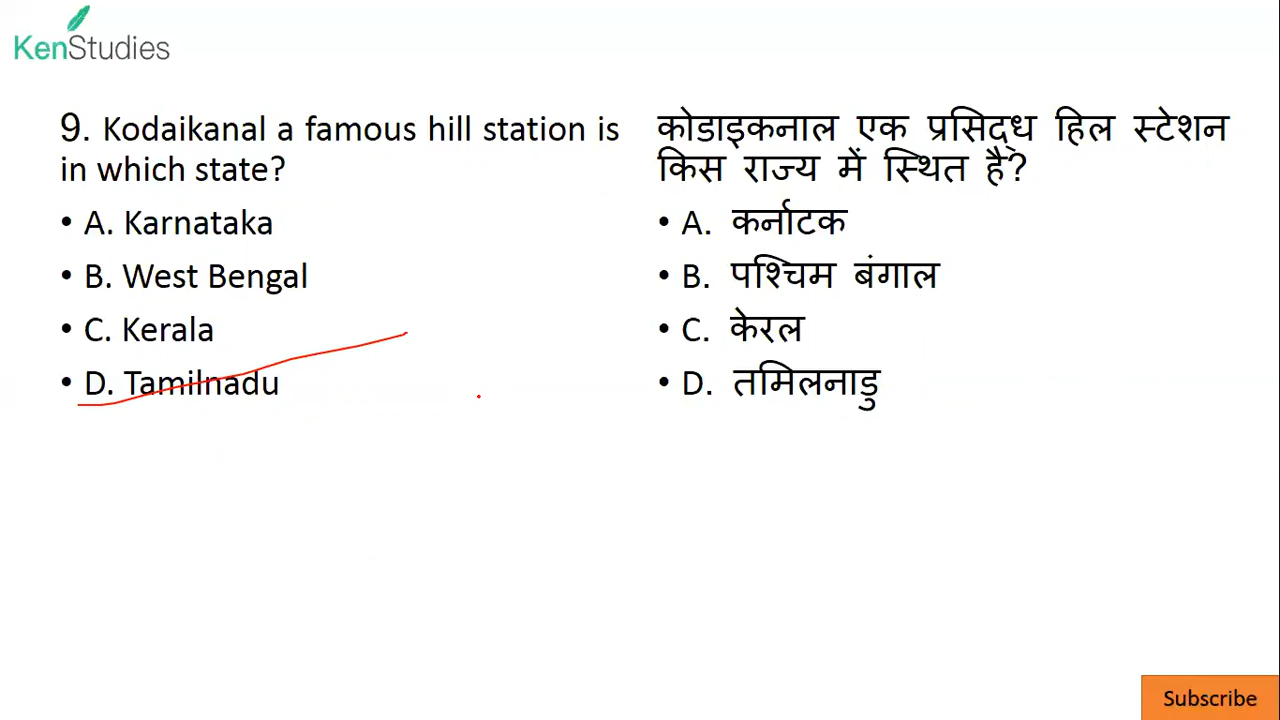 KenStudies
9. Kodaikanal a famous hill station is
in which state?
• A. Karnataka
• B. West Bengal
• C. Kerala
• D. Tamilnadu
कोडाइकनाल एक प्रसिद्ध हिल स्टेशन
किस राज्य में स्थित है?
• A. कर्नाटक
• B. पश्चिम बंगाल
• C. केरल
• D. तमिलनाडु
Subscribe